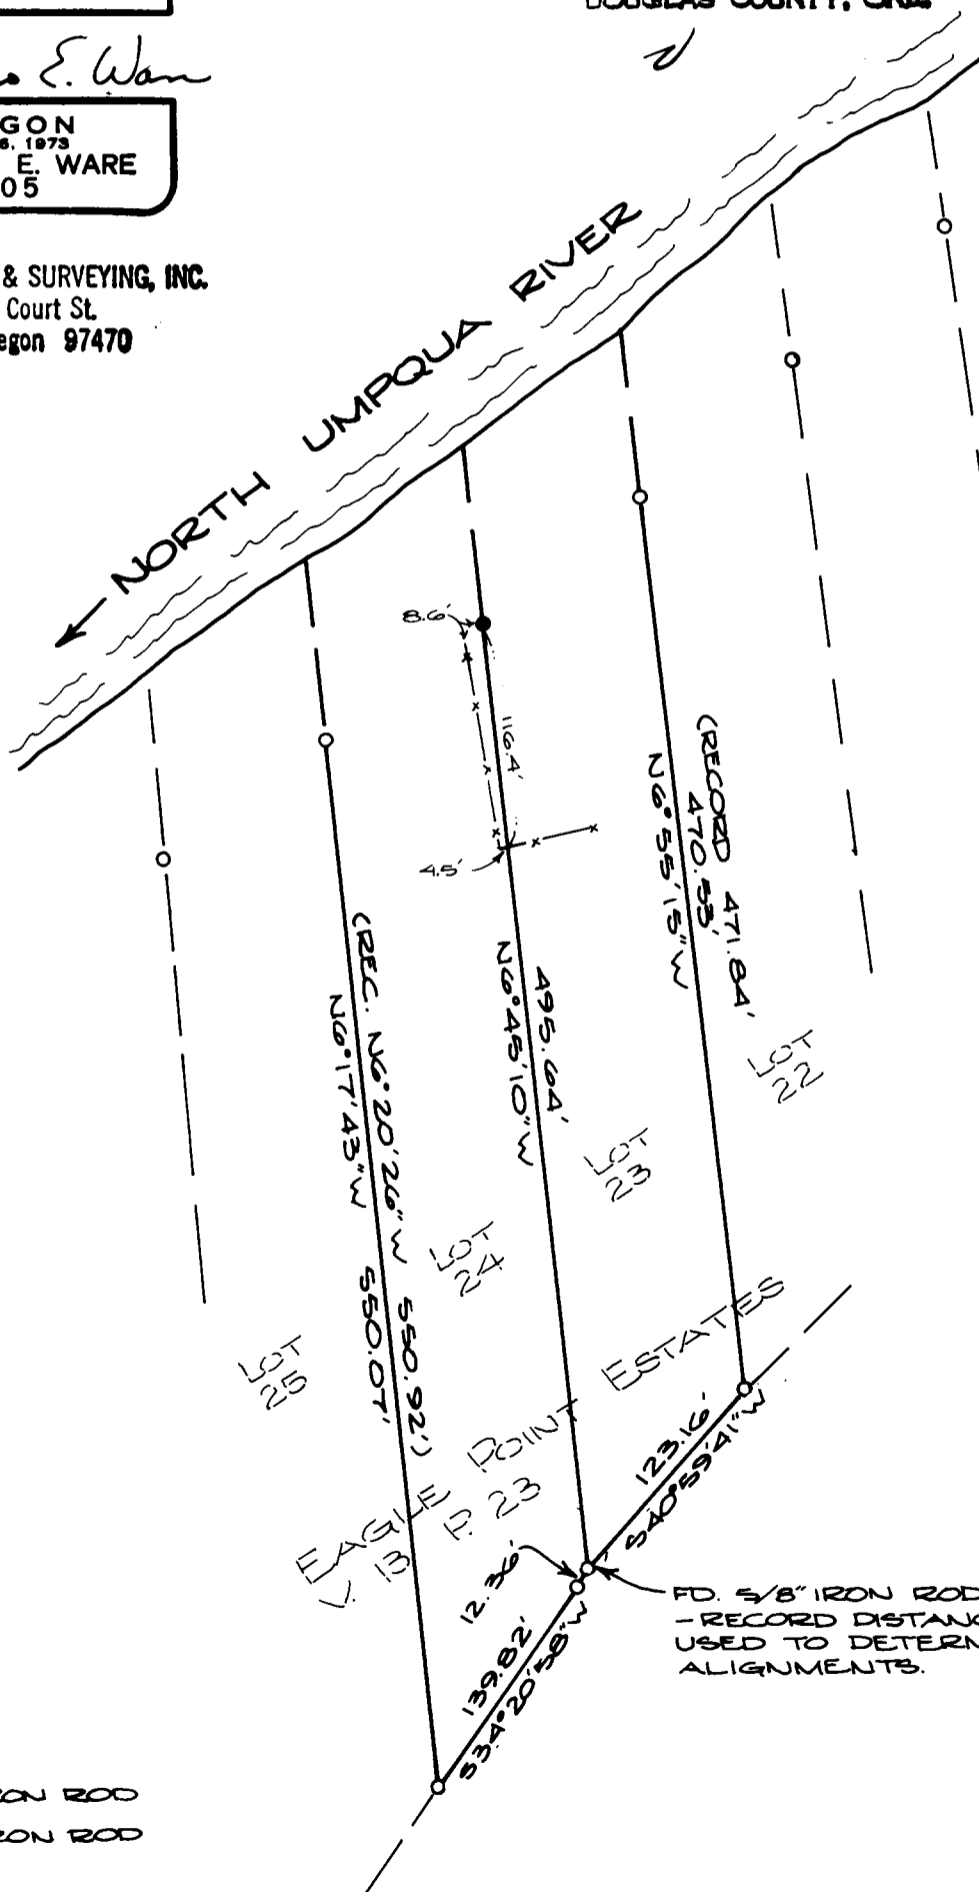 DOUGLAS COUNTY, ORE.
E. Ware
GON
6, 1973
E. WARE
05
& SURVEYING, INC.
Court St.
egon 97470
NORTH UMPQUA RIVER
8.6'
116.4'
4.5'
(RECORD 471.84'
470.53'
N6°55'15"W
495.64'
N6°45'10"W
(REC. N6°20'26"W 550.92')
N6°17'43"W 550.07'
LOT
22
LOT
23
LOT
24
LOT
25
EAGLE POINT ESTATES
V. 13 P. 23
123.16'
S40°59'41"W
12.36'
139.82'
S34°20'58"W
FD. 5/8" IRON ROD
- RECORD DISTANC
USED TO DETERM
ALIGNMENTS.
ON ROD
RON ROD